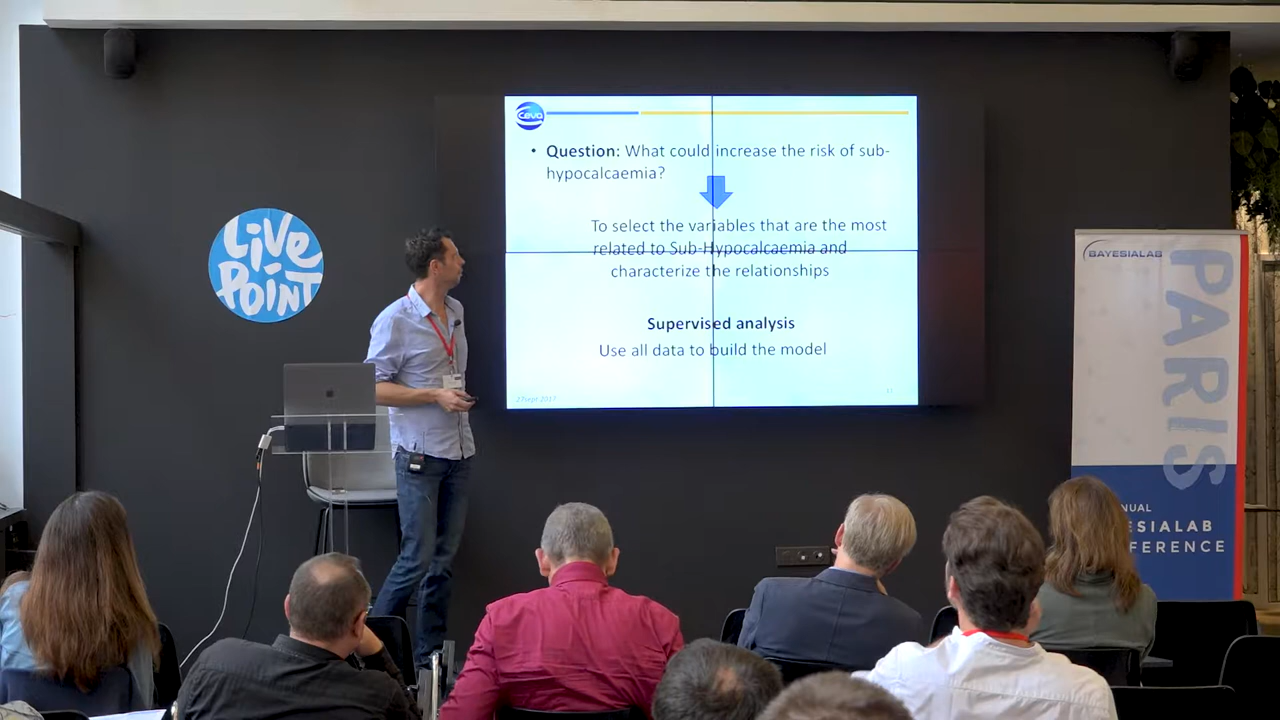 ceva
• Question: What could increase the risk of sub-
hypocalcaemia?
To select the variables that are the most
related to Sub-Hypocalcaemia and
characterize the relationships
Supervised analysis
Use all data to build the model
27sept 2017
LIVE
POINT
BAYESIALAB
PARIS
NUAL
ESIALAB
FERENCE